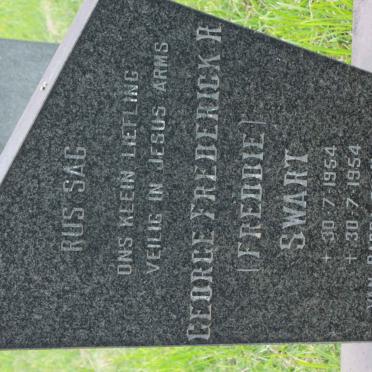 RUS SAG
ONS KLEIN LIEFLING
VEILIG IN JESUS ARMS
GEORGE FREDERICK R
(FREDDIE)
SWART
+ 30·7·1954
+ 30·7·1954